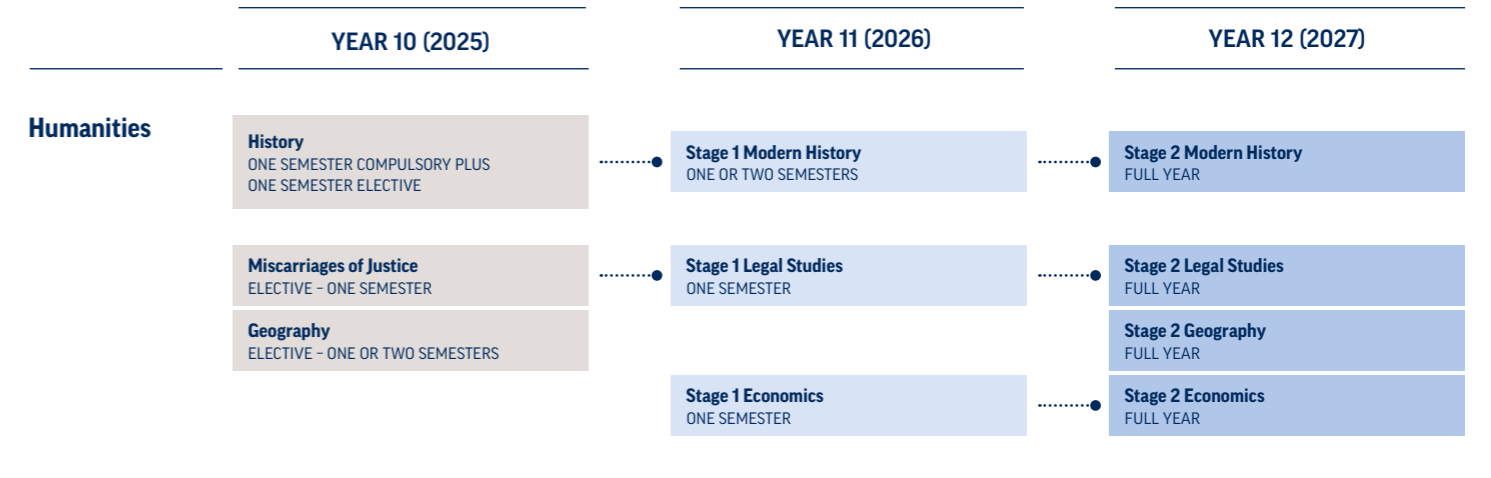 YEAR 10 (2025)
YEAR 11 (2026)
YEAR 12 (2027)
Humanities
History
ONE SEMESTER COMPULSORY PLUS
ONE SEMESTER ELECTIVE
Stage 1 Modern History
ONE OR TWO SEMESTERS
Stage 2 Modern History
FULL YEAR
Miscarriages of Justice
ELECTIVE – ONE SEMESTER
Stage 1 Legal Studies
ONE SEMESTER
Stage 2 Legal Studies
FULL YEAR
Geography
ELECTIVE – ONE OR TWO SEMESTERS
Stage 2 Geography
FULL YEAR
Stage 1 Economics
ONE SEMESTER
Stage 2 Economics
FULL YEAR